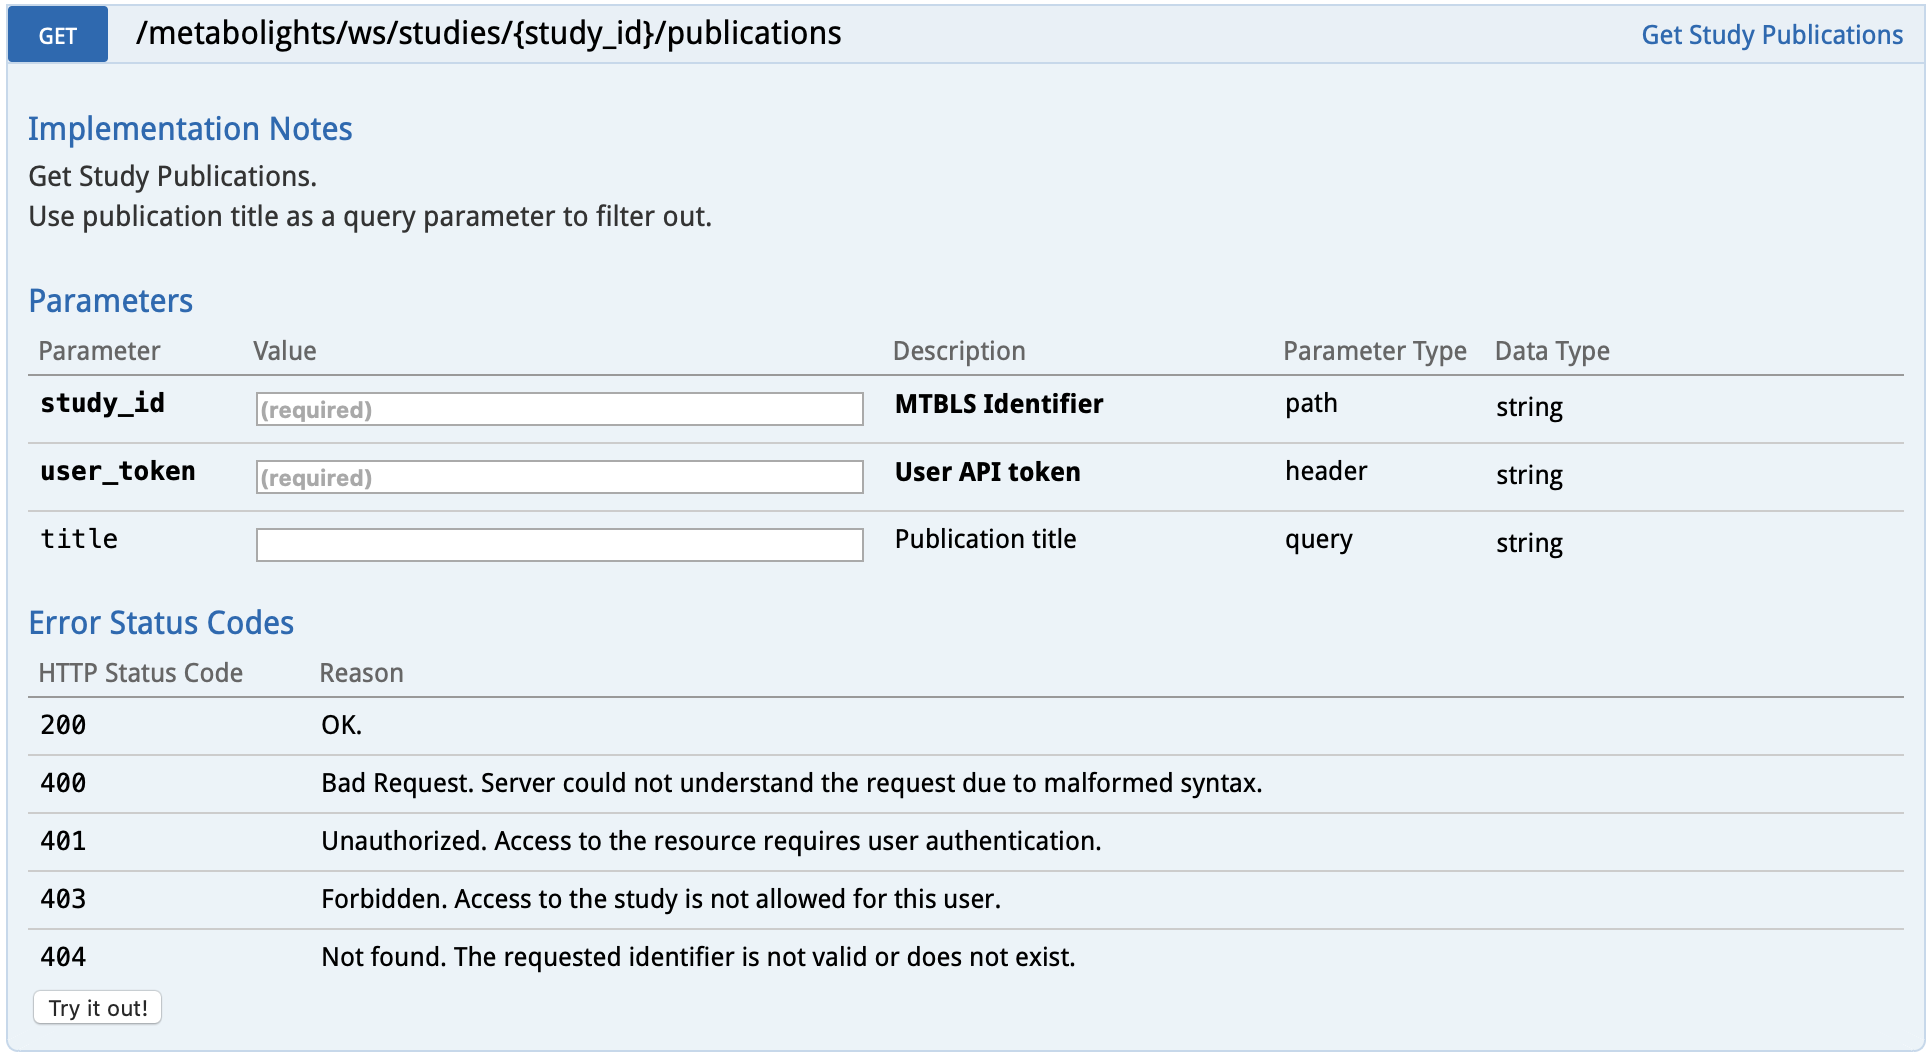 GET /metabolights/ws/studies/{study_id}/publications Get Study Publications
Implementation Notes
Get Study Publications.
Use publication title as a query parameter to filter out.
Parameters
Parameter Value Description Parameter Type Data Type
study_id (required) MTBLS Identifier path string
user_token (required) User API token header string
title Publication title query string
Error Status Codes
HTTP Status Code Reason
200 OK.
400 Bad Request. Server could not understand the request due to malformed syntax.
401 Unauthorized. Access to the resource requires user authentication.
403 Forbidden. Access to the study is not allowed for this user.
404 Not found. The requested identifier is not valid or does not exist.
Try it out!